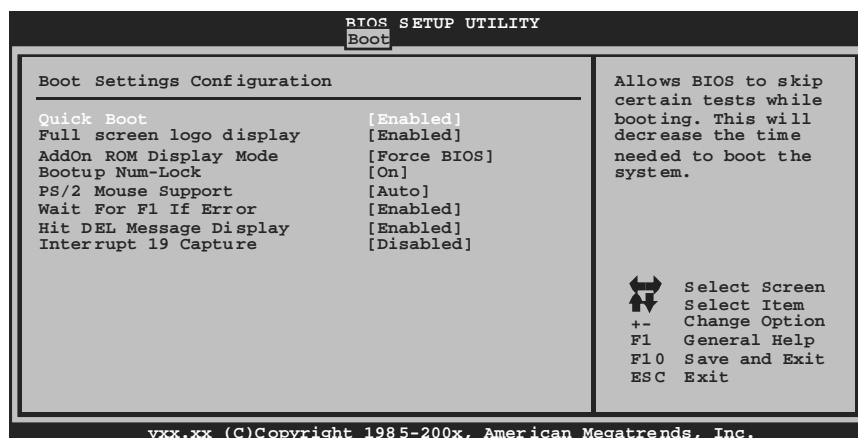 BIOS SETUP UTILITY
Boot
Boot Settings Configuration
Quick Boot [Enabled]
Full screen logo display [Enabled]
AddOn ROM Display Mode [Force BIOS]
Bootup Num-Lock [On]
PS/2 Mouse Support [Auto]
Wait For F1 If Error [Enabled]
Hit DEL Message Display [Enabled]
Interrupt 19 Capture [Disabled]
Allows BIOS to skip
certain tests while
booting. This will
decrease the time
needed to boot the
system.
Select Screen
Select Item
+- Change Option
F1 General Help
F10 Save and Exit
ESC Exit
vxx.xx (C)Copyright 1985-200x, American Megatrends, Inc.